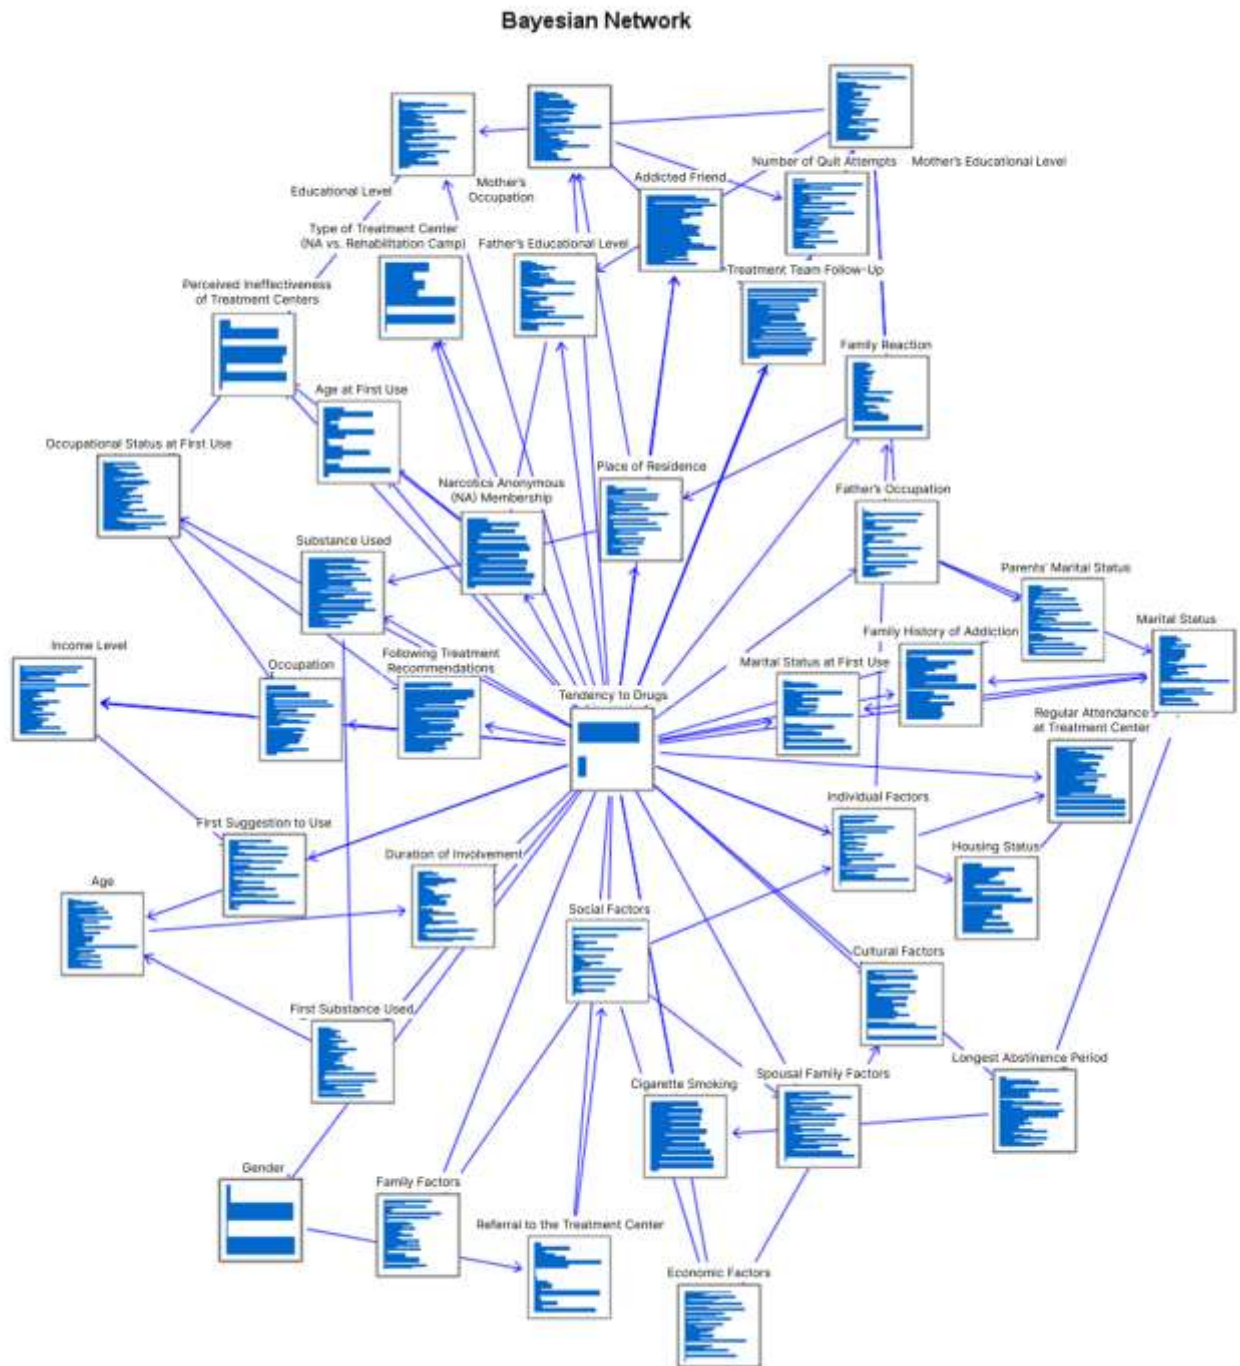 Bayesian Network
Number of Quit Attempts
Mother's Educational Level
Addicted Friend
Educational Level
Mother's
Occupation
Type of Treatment Center
(NA vs. Rehabilitation Camp)
Father's Educational Level
Treatment Team Follow-Up
Perceived Ineffectiveness
of Treatment Centers
Family Reaction
Age at First Use
Occupational Status at First Use
Narcotics Anonymous
(NA) Membership
Place of Residence
Father's Occupation
Substance Used
Parents' Marital Status
Marital Status
Income Level
Occupation
Following Treatment
Recommendations
Family History of Addiction
Marital Status at First Use
Tendency to Drugs
Regular Attendance
at Treatment Center
Individual Factors
First Suggestion to Use
Duration of Involvement
Housing Status
Age
Social Factors
Cultural Factors
First Substance Used
Longest Abstinence Period
Cigarette Smoking
Spousal Family Factors
Gender
Family Factors
Referral to the Treatment Center
Economic Factors